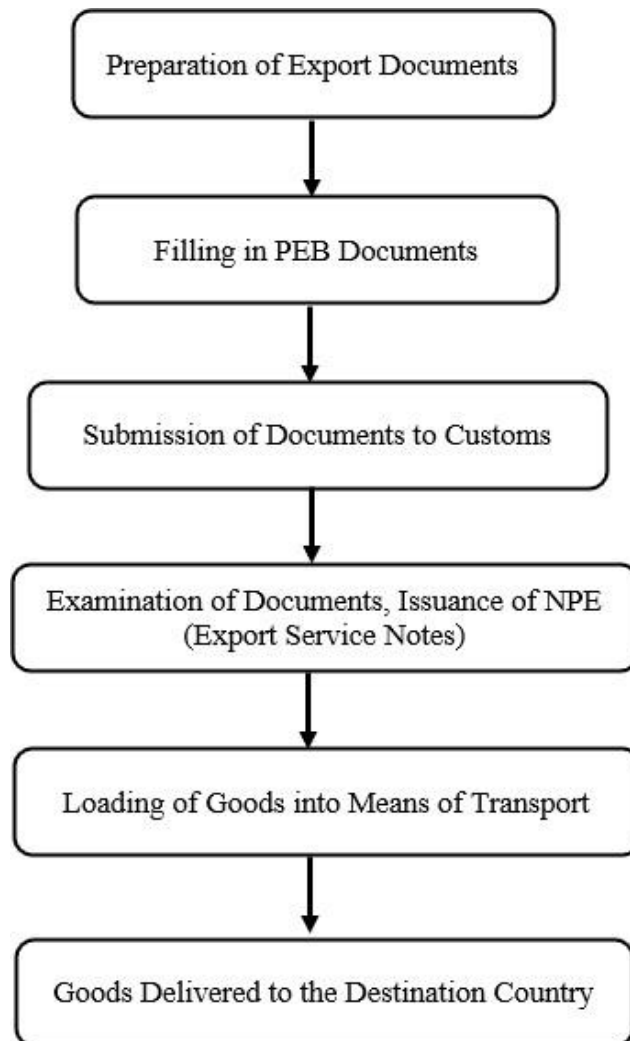 Preparation of Export Documents
Filling in PEB Documents
Submission of Documents to Customs
Examination of Documents, Issuance of NPE
(Export Service Notes)
Loading of Goods into Means of Transport
Goods Delivered to the Destination Country